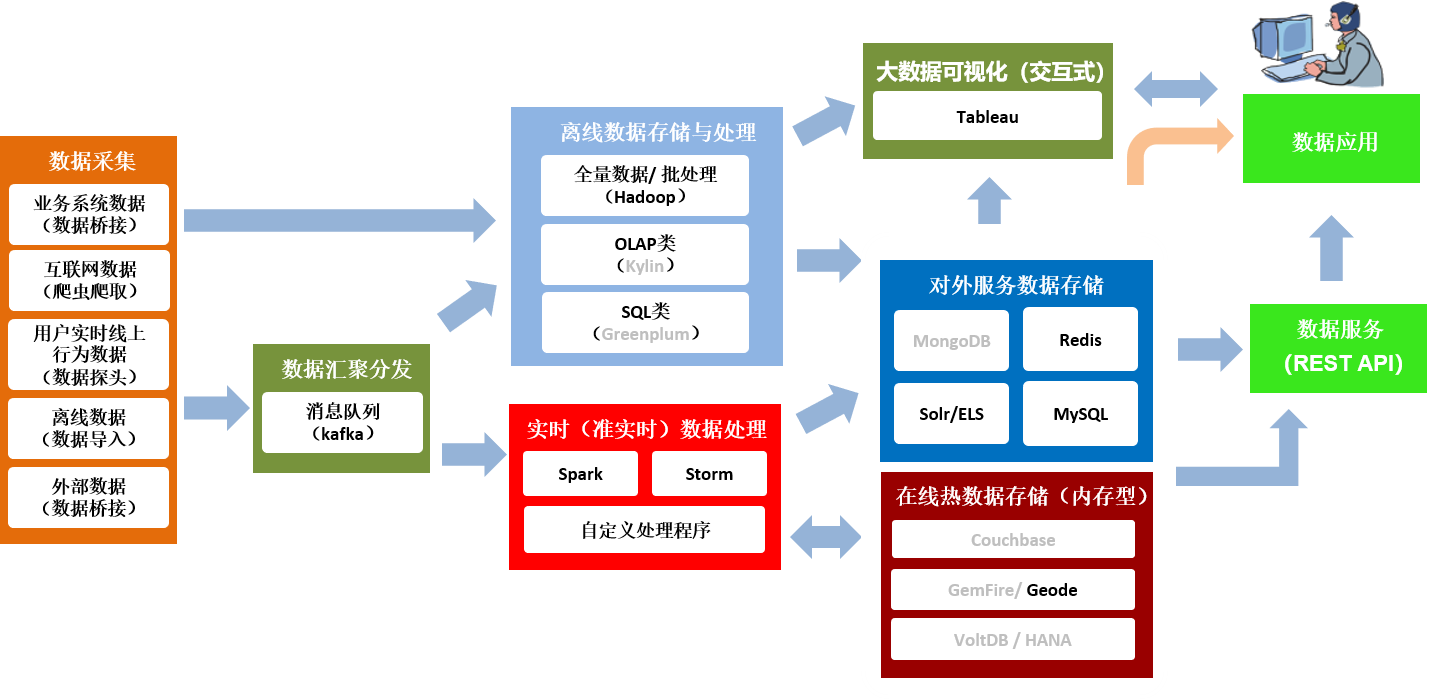 数据采集
业务系统数据
（数据桥接）
互联网数据
（爬虫爬取）
用户实时线上
行为数据
（数据探头）
离线数据
（数据导入）
外部数据
（数据桥接）
数据汇聚分发
消息队列
（kafka）
离线数据存储与处理
全量数据/ 批处理
（Hadoop）
OLAP类
（Kylin）
SQL类
（Greenplum）
实时（准实时）数据处理
Spark
Storm
自定义处理程序
大数据可视化（交互式）
Tableau
对外服务数据存储
MongoDB
Redis
Solr/ELS
MySQL
在线热数据存储（内存型）
Couchbase
GemFire/ Geode
VoltDB / HANA
数据应用
数据服务
（REST API）